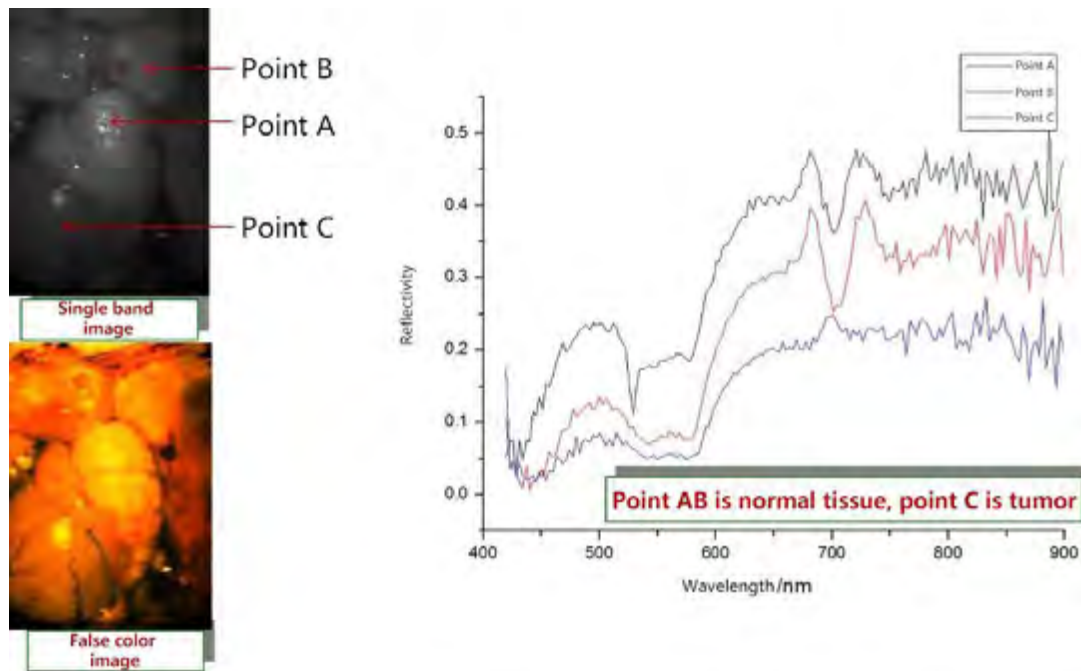 Point B
Point A
Point C
Single band
image
False color
image
Point A
Point B
Point C
Reflectivity
0.5
0.4
0.3
0.2
0.1
0.0
400
500
600
700
800
900
Wavelength/nm
Point AB is normal tissue, point C is tumor